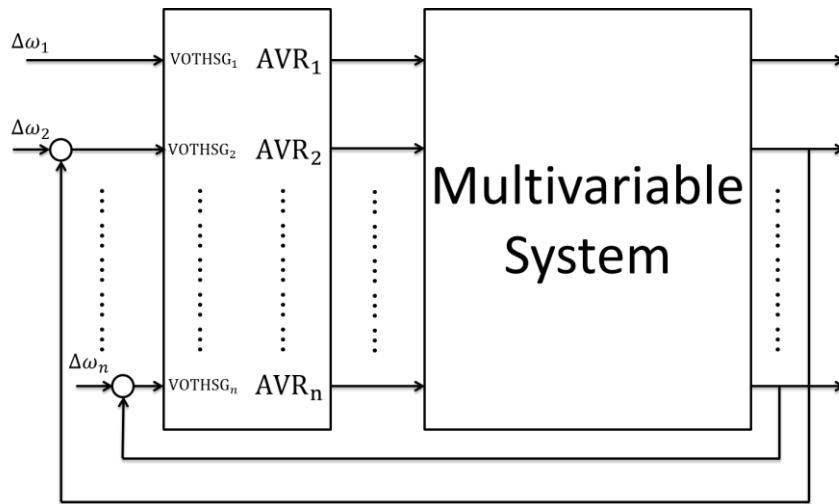 Δω₁ VOTHSG₁ AVR₁
Δω₂ VOTHSG₂ AVR₂
Multivariable
System
Δωₙ VOTHSGₙ AVRₙ